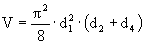 V = π²/8 · d₁² · (d₂ + d₄)